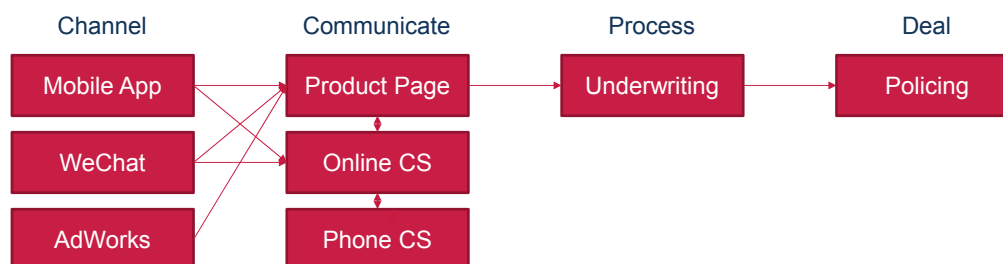 Channel
Communicate
Process
Deal
Mobile App
Product Page
Underwriting
Policing
WeChat
Online CS
AdWorks
Phone CS